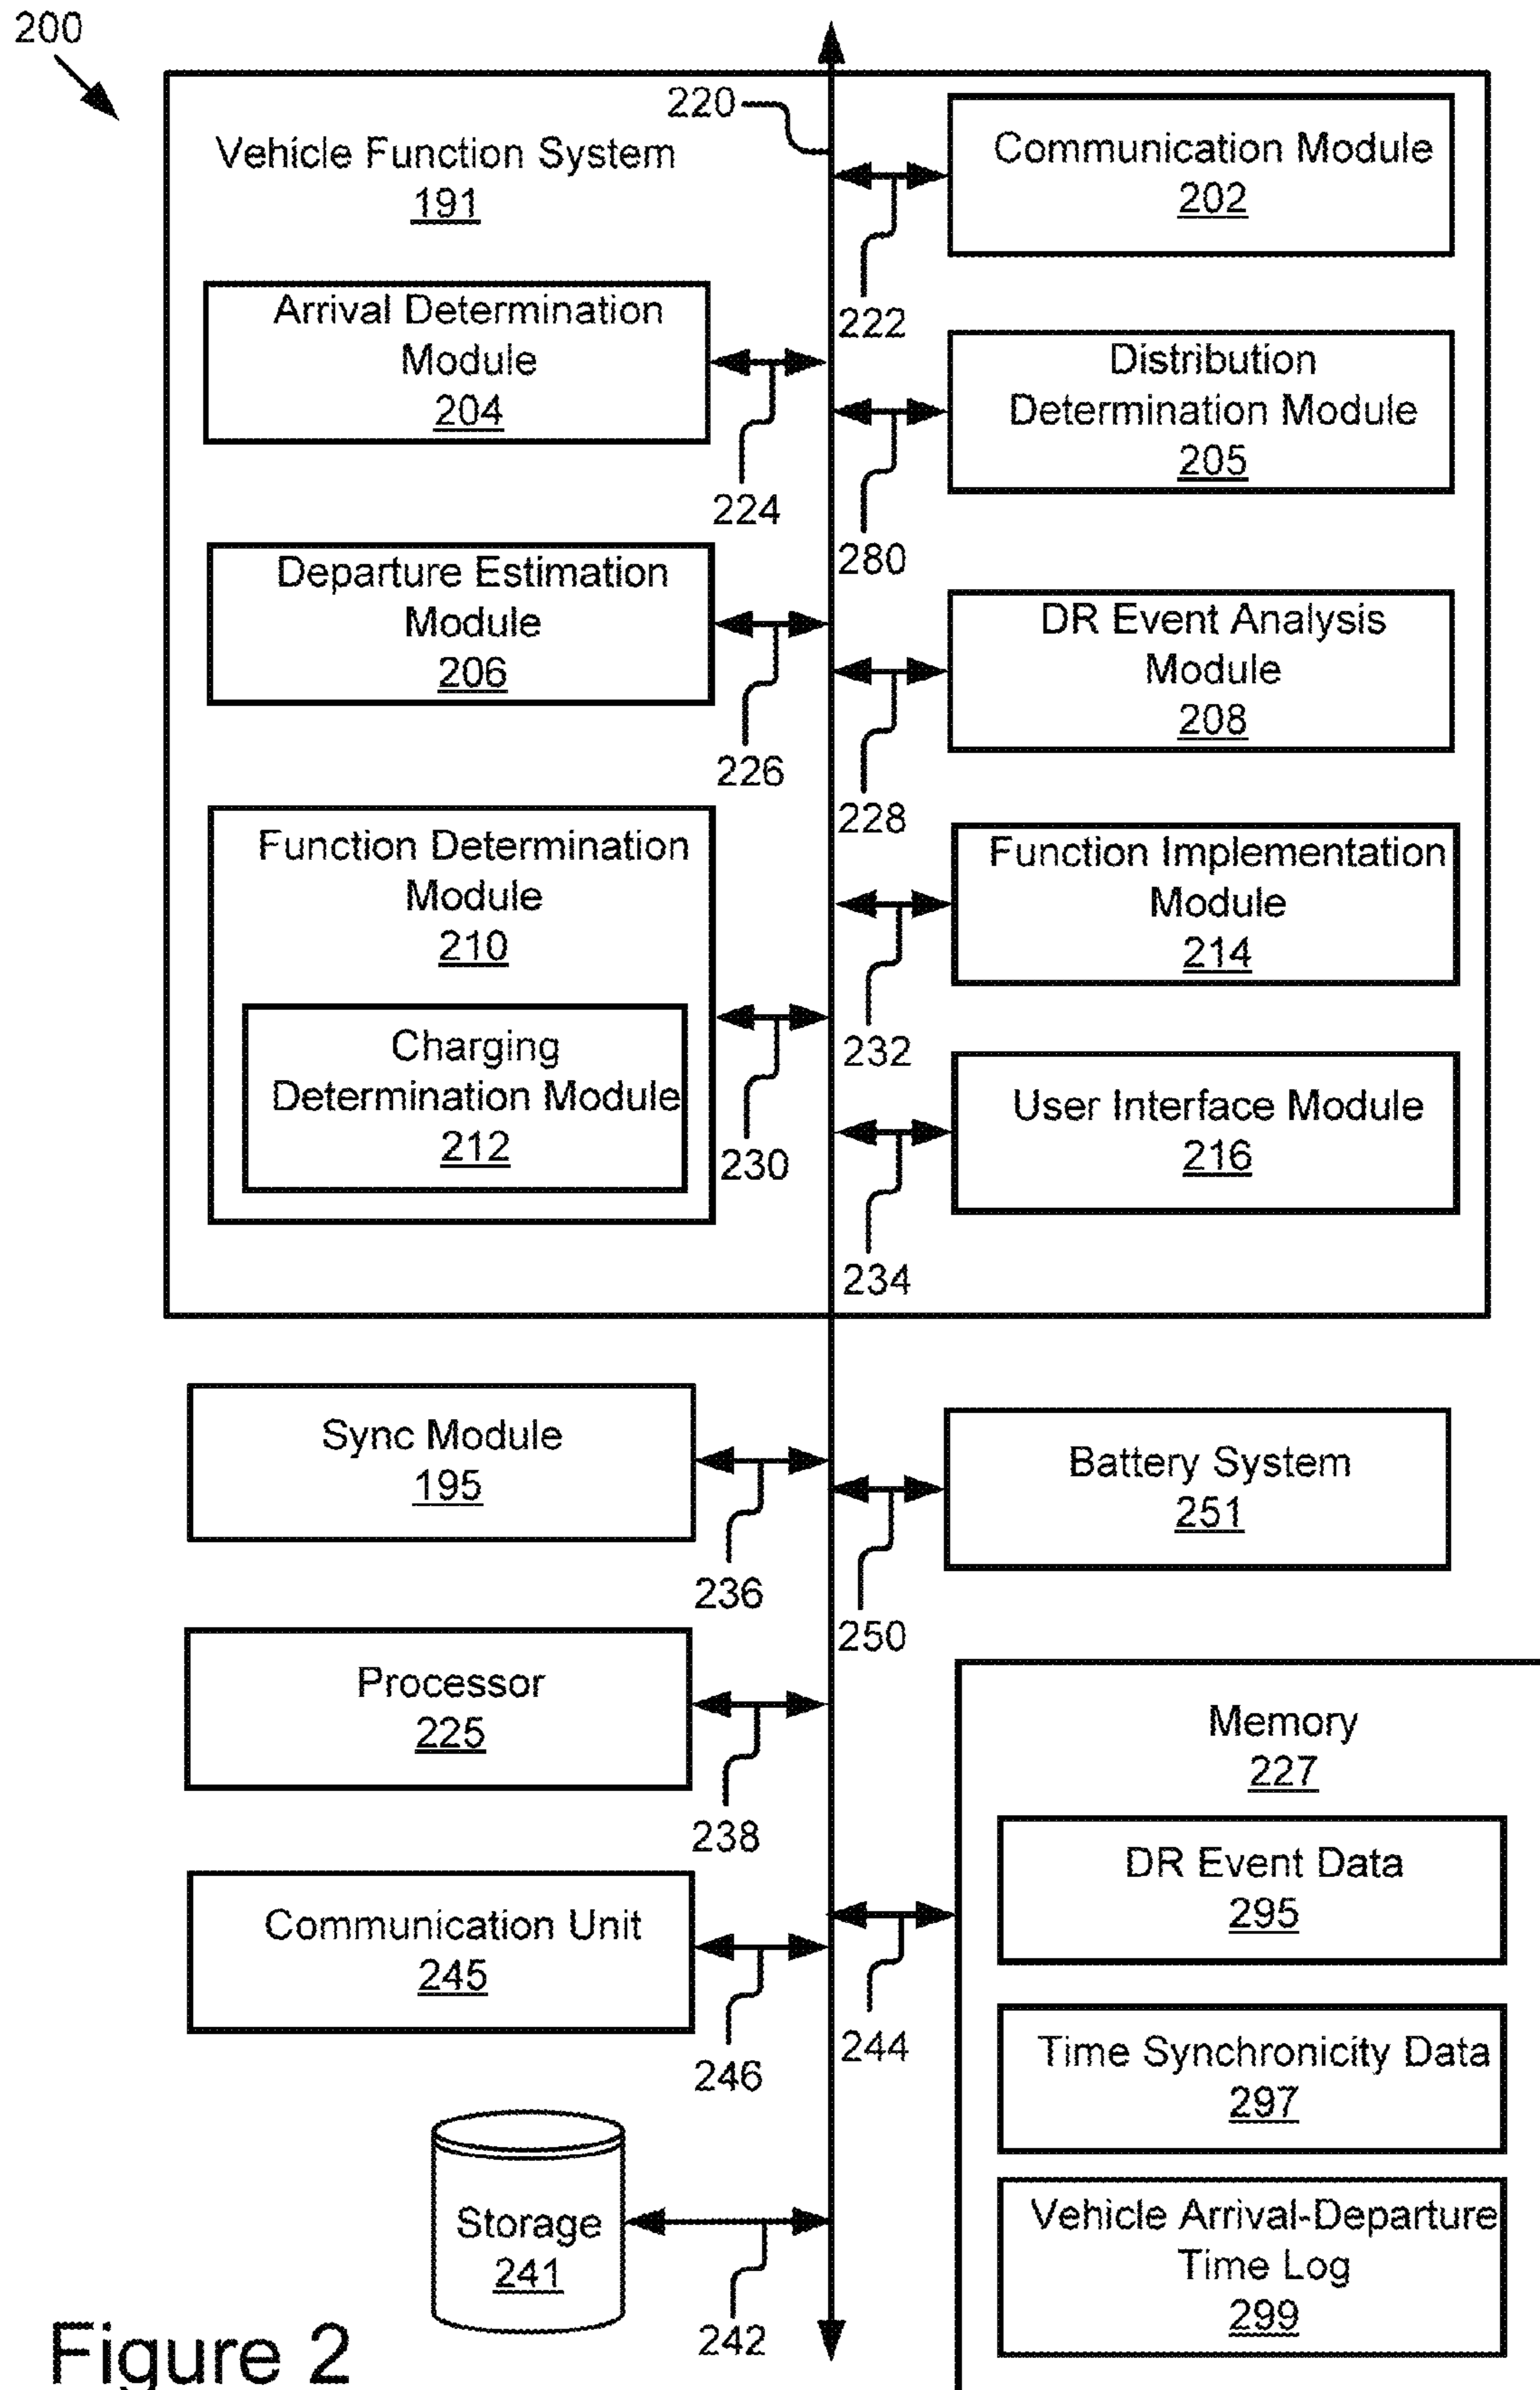 200
220
Vehicle Function System
191
Communication Module
202
222
Arrival Determination
Module
204
224
Distribution
Determination Module
205
280
Departure Estimation
Module
206
226
DR Event Analysis
Module
208
228
Function Determination
Module
210
Charging
Determination Module
212
230
Function Implementation
Module
214
232
User Interface Module
216
234
Sync Module
195
236
Battery System
251
250
Processor
225
238
Memory
227
DR Event Data
295
244
Communication Unit
245
246
Time Synchronicity Data
297
Storage
241
242
Vehicle Arrival-Departure
Time Log
299
Figure 2